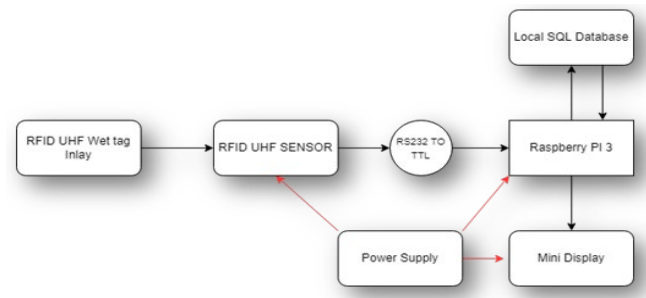 Local SQL Database
RFID UHF Wet tag
Inlay
RFID UHF SENSOR
RS232 TO
TTL
Raspberry PI 3
Power Supply
Mini Display